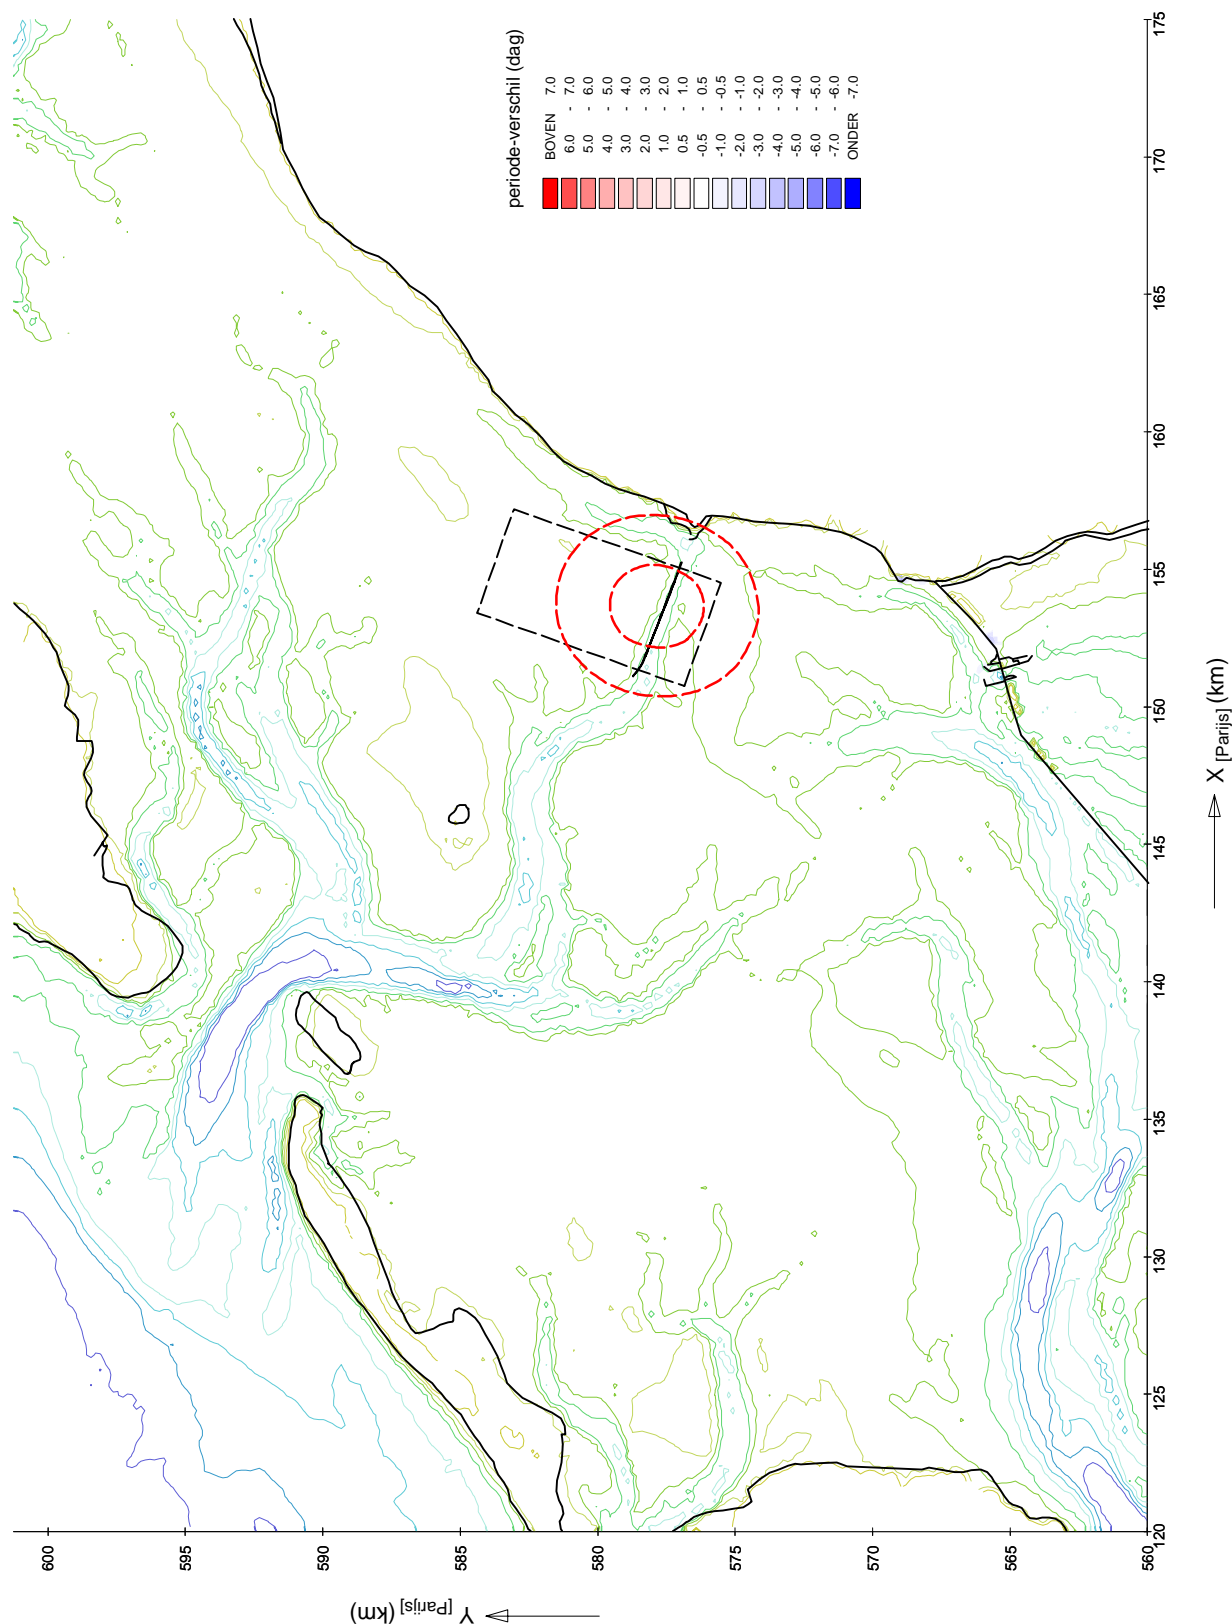 periode-verschil (dag)
BOVEN 7.0
6.0 - 7.0
5.0 - 6.0
4.0 - 5.0
3.0 - 4.0
2.0 - 3.0
1.0 - 2.0
0.5 - 1.0
-0.5 - 0.5
-1.0 - -0.5
-2.0 - -1.0
-3.0 - -2.0
-4.0 - -3.0
-5.0 - -4.0
-6.0 - -5.0
-7.0 - -6.0
ONDER -7.0
Y [Parijs] (km)
600
595
590
585
580
575
570
565
560
120
125
130
135
140
145
150
155
160
165
170
175
X [Parijs] (km)